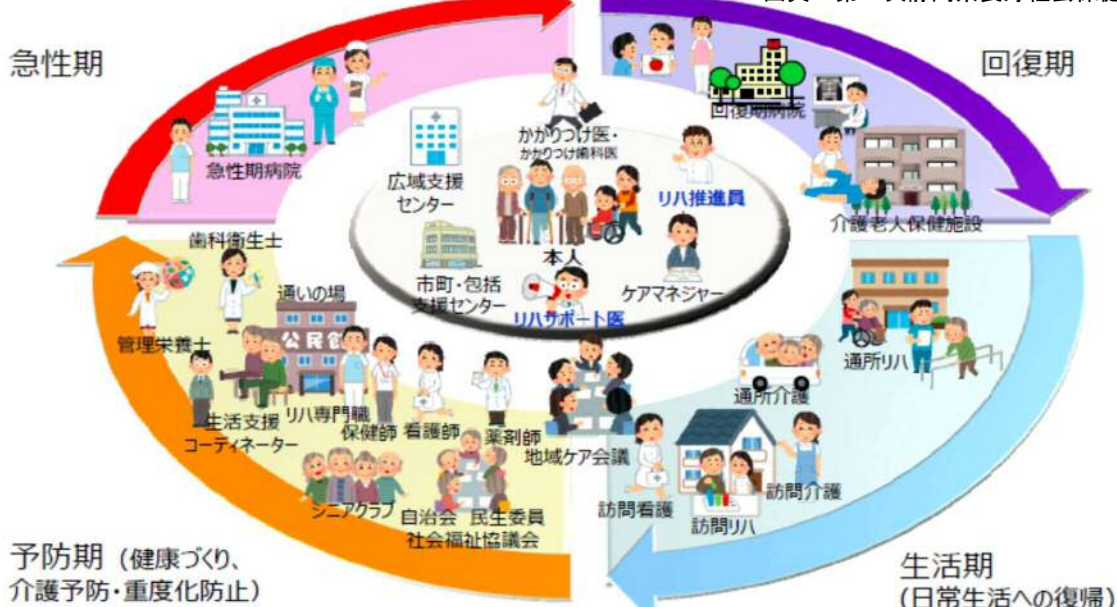 急性期
回復期
急性期病院
回復期病院
介護老人保健施設
かかりつけ医・
かかりつけ歯科医
広域支援
センター
リハ推進員
本人
市町・包括
支援センター
ケアマネジャー
リハサポート医
歯科衛生士
管理栄養士
通いの場
公民館
生活支援
コーディネーター
リハ専門職
保健師
看護師
薬剤師
地域ケア会議
シニアクラブ
自治会 民生委員
社会福祉協議会
通所リハ
通所介護
訪問看護
訪問リハ
訪問介護
予防期 (健康づくり、
介護予防・重度化防止)
生活期
(日常生活への復帰)